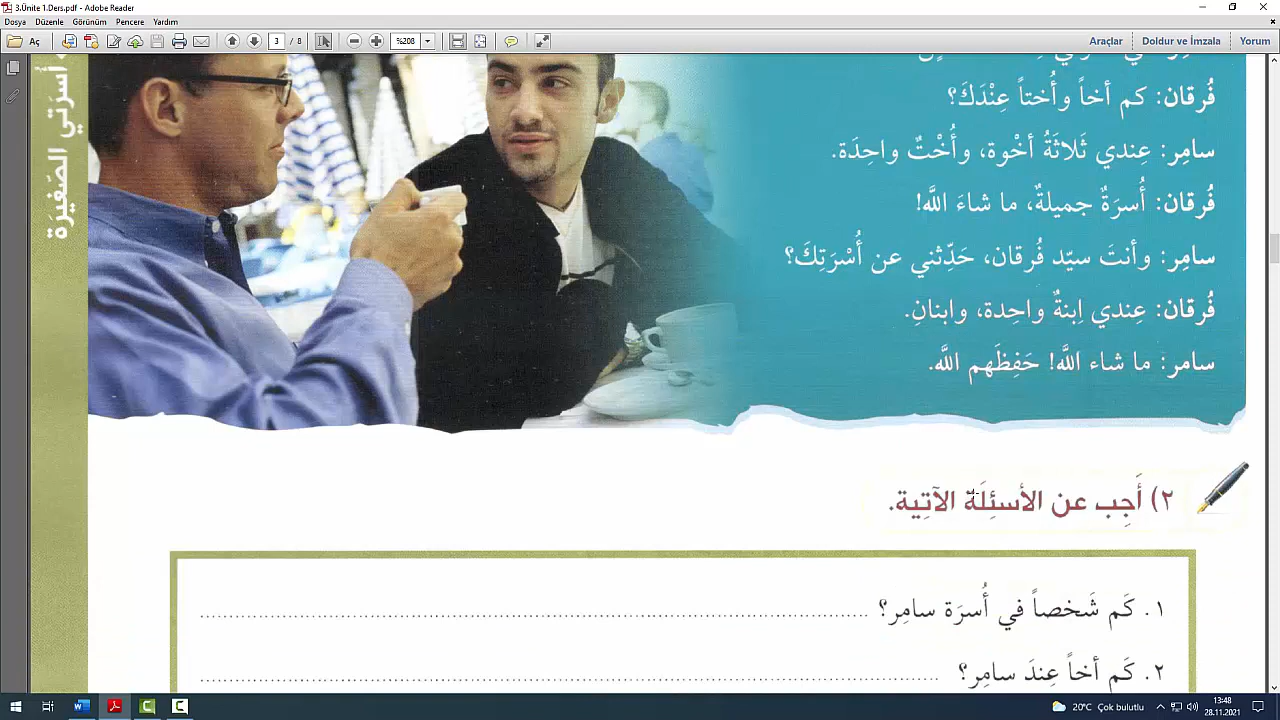 3.Ünite 1.Ders.pdf - Adobe Reader
Dosya Düzenle Görünüm Pencere Yardım
Aç 3 / 8 %208 Araçlar Doldur ve İmzala Yorum
أسرَتي الصَغيرَة
فُرقان: كم أخاً وأُختاً عِنْدَكَ؟
سامِر: عِندي ثَلاثَةُ أخْوة، وأُخْتٌ واحِدَة.
فُرقان: أُسرَةٌ جميلةٌ، ما شاءَ اللَّه!
سامِر: وأنتَ سيّد فُرقان، حَدِّثني عن أُسْرَتِكَ؟
فُرقان: عِندي اِبنةٌ واحِدة، وابنانِ.
سامر: ما شاء اللَّه! حَفِظَهم اللَّه.
٢) أَجِب عن الأسئِلَة الآتِية.
١. كَم شَخصاً في أُسرَة سامِر؟
٢. كَم أخاً عِندَ سامِر؟
20°C Çok bulutlu 13:48
28.11.2021